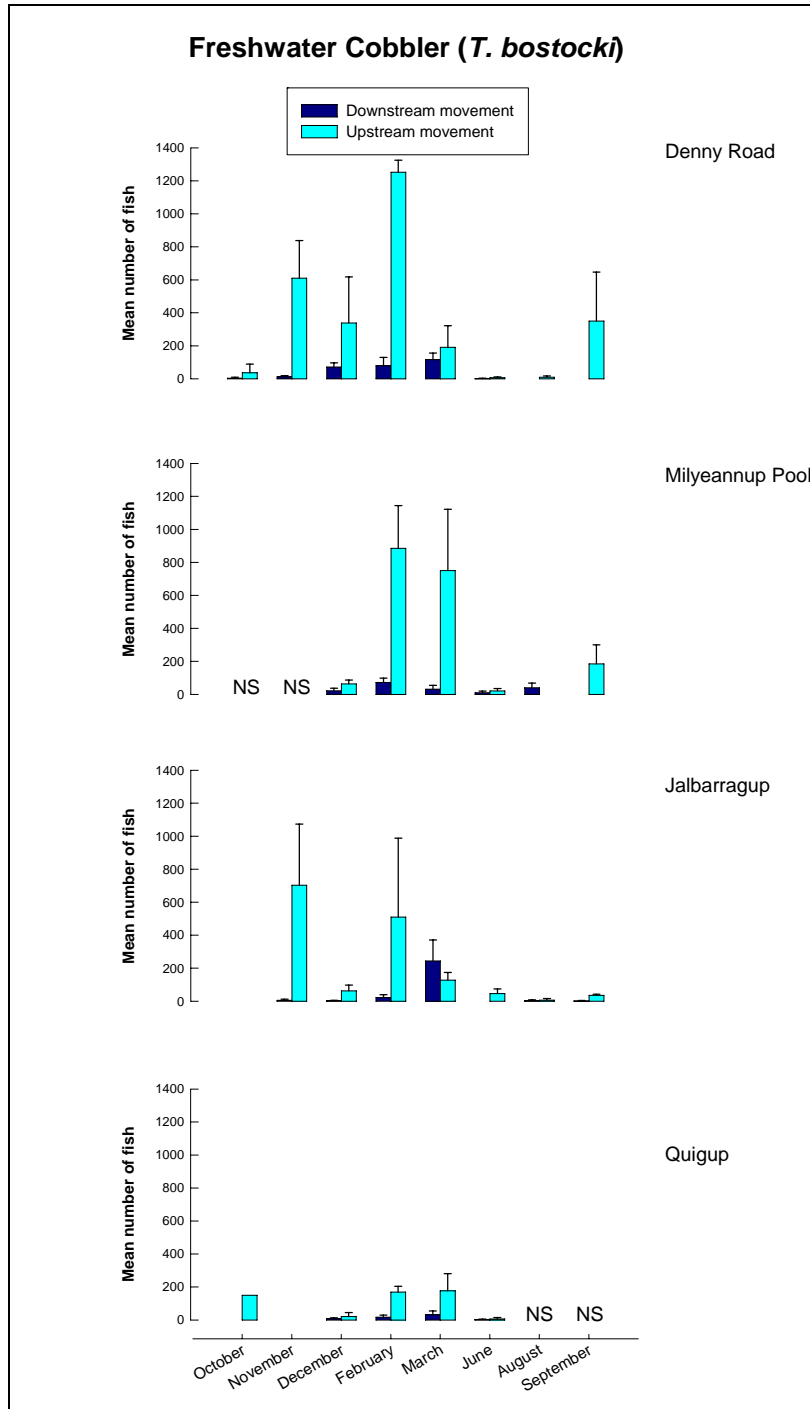 Freshwater Cobbler (T. bostocki)
Downstream movement
Upstream movement
Denny Road
Mean number of fish
1400
1200
1000
800
600
400
200
0
Milyeannup Pool
Mean number of fish
1400
1200
1000
800
600
400
200
0
NS NS
Jalbarragup
Mean number of fish
1400
1200
1000
800
600
400
200
0
Quigup
Mean number of fish
1400
1200
1000
800
600
400
200
0
NS NS
October November December February March June August September